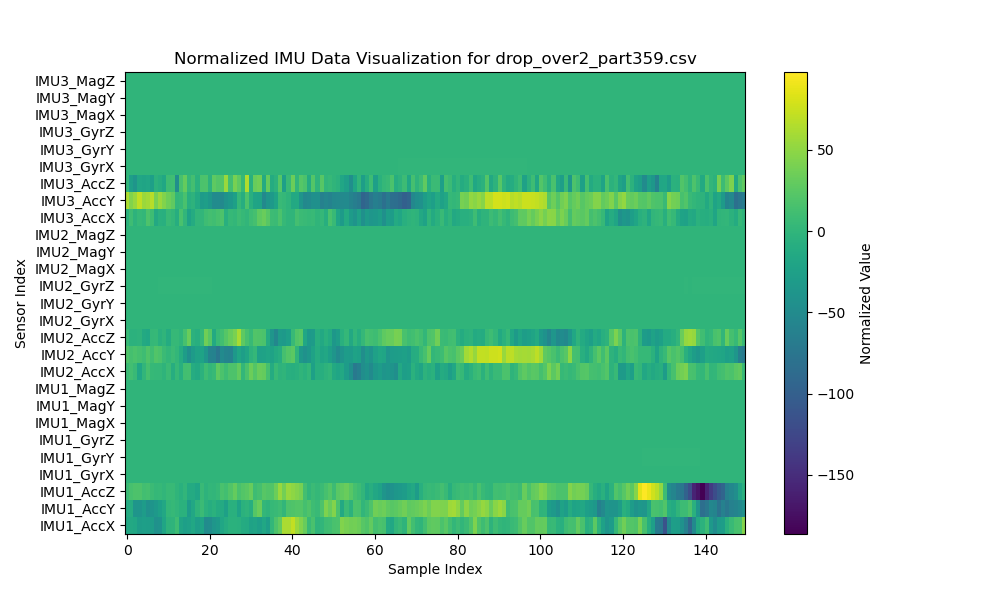 Normalized IMU Data Visualization for drop_over2_part359.csv
IMU3_MagZ
IMU3_MagY
IMU3_MagX
IMU3_GyrZ
IMU3_GyrY
IMU3_GyrX
IMU3_AccZ
IMU3_AccY
IMU3_AccX
IMU2_MagZ
IMU2_MagY
IMU2_MagX
IMU2_GyrZ
IMU2_GyrY
IMU2_GyrX
IMU2_AccZ
IMU2_AccY
IMU2_AccX
IMU1_MagZ
IMU1_MagY
IMU1_MagX
IMU1_GyrZ
IMU1_GyrY
IMU1_GyrX
IMU1_AccZ
IMU1_AccY
IMU1_AccX
Sensor Index
0 20 40 60 80 100 120 140
Sample Index
50
0
−50
−100
−150
Normalized Value